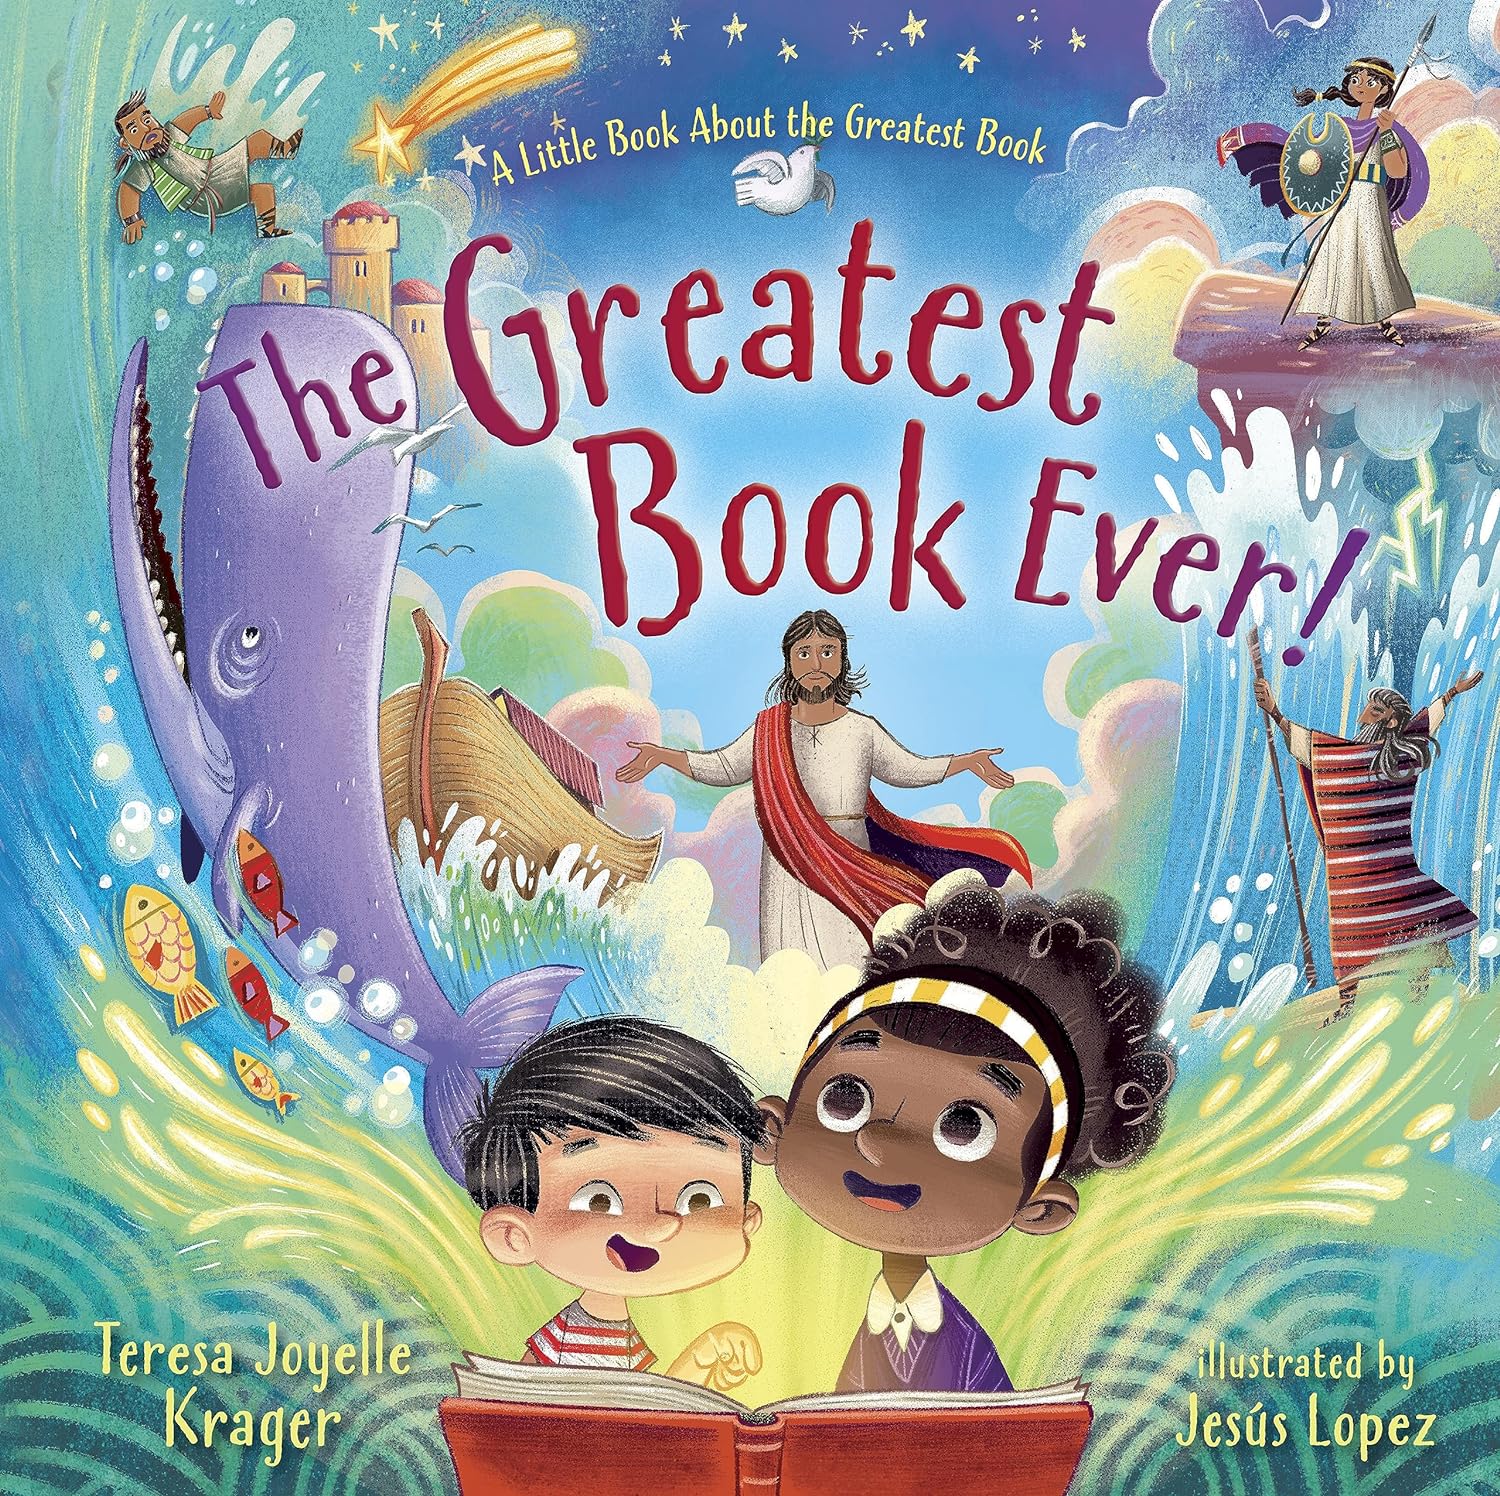 A Little Book About the Greatest Book
The Greatest
Book Ever!
Teresa Joyelle
Krager
illustrated by
Jesús Lopez